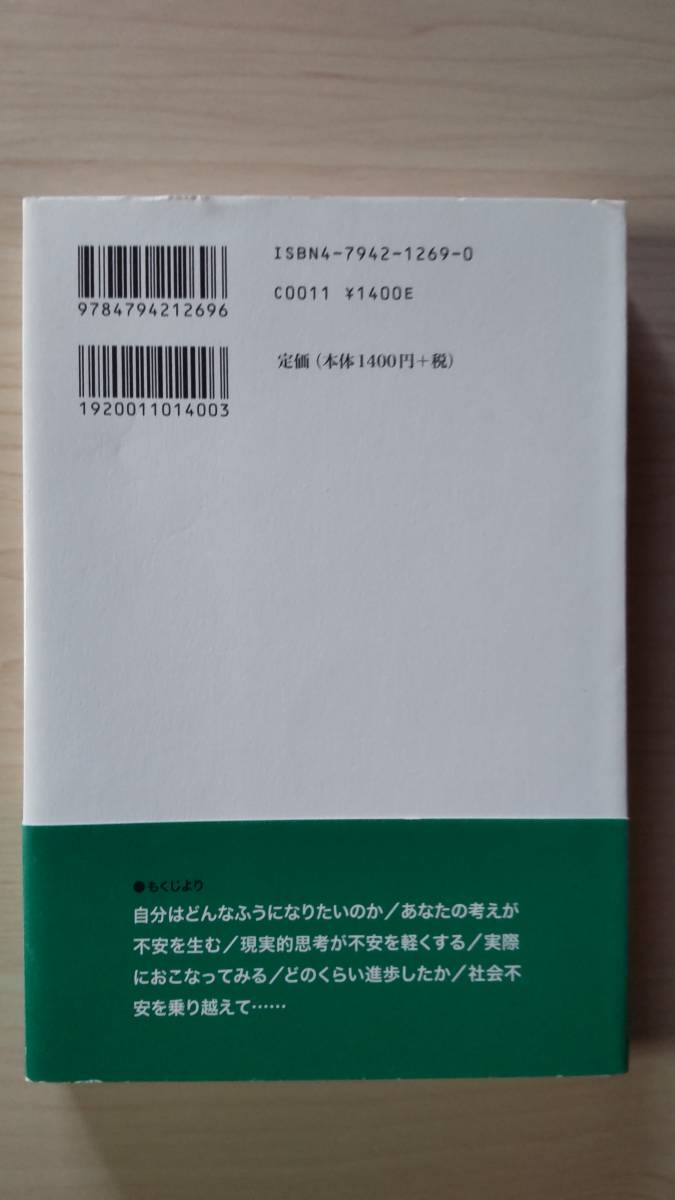 ISBN4-7942-1269-0
9784794212696
C0011 ¥1400E
定価（本体1400円＋税）
1920011014003
●もくじより
自分はどんなふうになりたいのか／あなたの考えが
不安を生む／現実的思考が不安を軽くする／実際
におこなってみる／どのくらい進歩したか／社会不
安を乗り越えて……